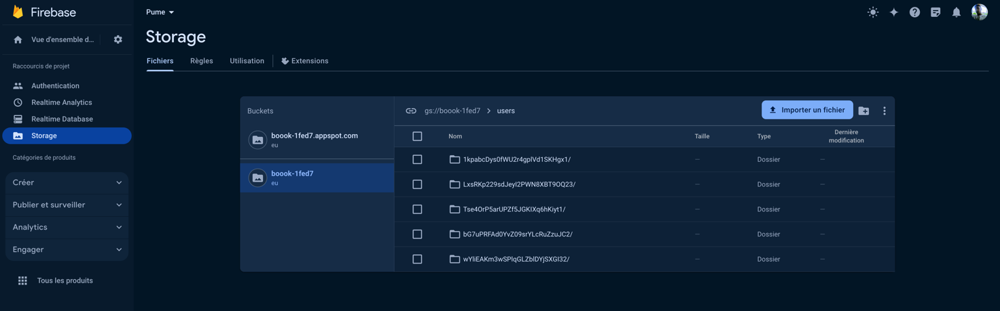 Firebase
Pume
Vue d'ensemble d...
Storage
Raccourcis de projet
Fichiers
Règles
Utilisation
Extensions
Authentication
Realtime Analytics
Realtime Database
Storage
Catégories de produits
Créer
Publier et surveiller
Analytics
Engager
Tous les produits
Buckets
boook-1fed7.appspot.com
eu
boook-1fed7
eu
gs://boook-1fed7 > users
Importer un fichier
Nom
Taille
Type
Dernière
modification
1kpabcDys0fWU2r4gplVd1SKHgx1/ — Dossier —
LxsRKp229sdJeyI2PWN8XBT9OQ23/ — Dossier —
Tse4OrP5arUPZf5JGKIXq6hKiyt1/ — Dossier —
bG7uPRFAd0YvZ09srYLcRuZzuJC2/ — Dossier —
wYliEAKm3wSPlqGLZblDYjSXGI32/ — Dossier —